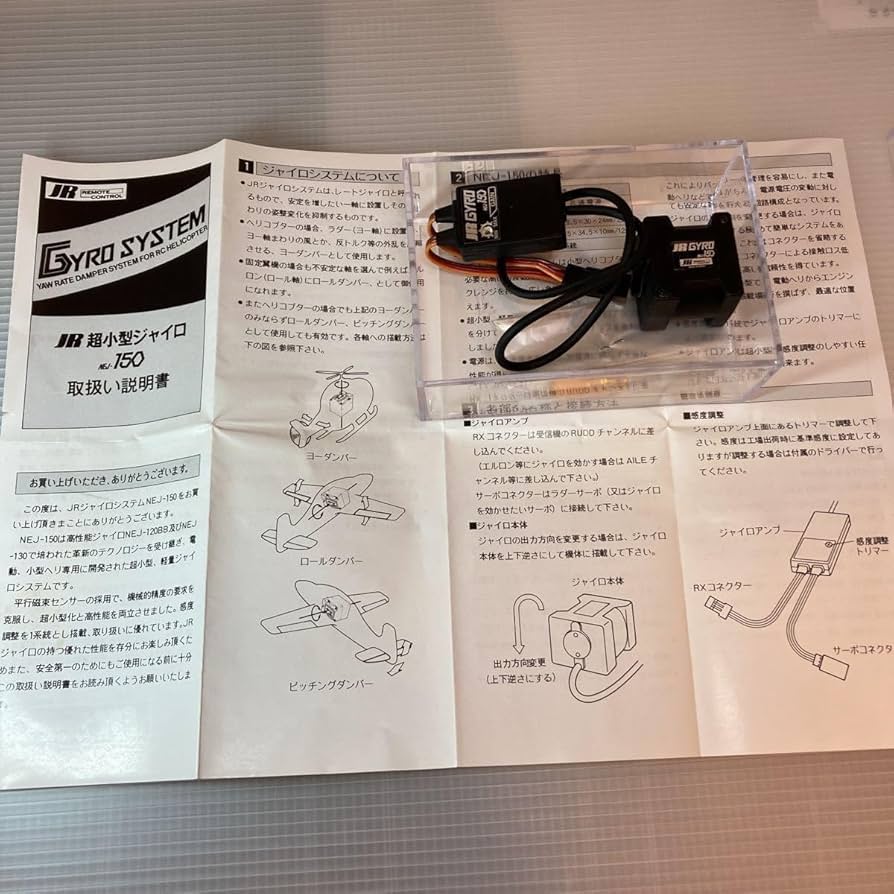 JR REMOTE CONTROL
GYRO SYSTEM
YAW RATE DAMPER SYSTEM FOR RC HELICOPTER
JR 超小型ジャイロ
NEJ-150
取扱い説明書
お買い上げいただき、ありがとうございます。
この度は、JRジャイロシステムNEJ-150をお買
い上げ頂きまことにありがとうございます。
NEJ-150は高性能ジャイロNEJ-120BB及びNEJ
-130で培われた革新のテクノロジーを受け継ぎ、電
動、小型ヘリ専用に開発された超小型、軽量ジャイ
ロシステムです。
平行磁束センサーの採用で、機械的精度の要求を
克服し、超小型化と高性能を両立させました。感度
調整を1系統とし搭載、取り扱いに優れています。JR
ジャイロの持つ優れた性能を存分にお楽しみ頂くた
めまた、安全第一のためにもご使用になる前に十分
この取扱い説明書をお読み頂くようお願いいたしま
1 ジャイロシステムについて
●JRジャイロシステムは、レートジャイロと呼
るもので、安定を増したい一軸に設置しその
わりの姿勢変化を抑制するものです。
●ヘリコプターの場合、ラダー(ヨー軸)に設置
ヨー軸まわりの風とか、反トルク等の外乱を
させる、ヨーダンパーとして使用します。
●固定翼機の場合も不安定な軸を選んで例えば
ロン(ロール軸)にロールダンパー、として御使用
になれます。
●またヘリコプターの場合でも上記のヨーダンパー
のみならずロールダンパー、ピッチングダンパー
として使用しても有効です。各軸への搭載方法は
下の図を参照下さい。
ヨーダンパー
ロールダンパー
ピッチングダンパー
2 NEJ-150の
JR GYRO
150
JR GYRO
150
■ジャイロアンプ
RXコネクターは受信機のRUDDチャンネルに差
し込んでください。
(エルロン等にジャイロを効かす場合はAILEチ
ャンネル等に差し込んで下さい。)
サーボコネクターはラダーサーボ(又はジャイロ
を効かせたいサーボ)に接続して下さい。
■ジャイロ本体
ジャイロの出力方向を変更する場合は、ジャイロ
本体を上下逆さにして機体に搭載して下さい。
ジャイロ本体
出力方向変更
(上下逆さにする)
■感度調整
ジャイロアンプ上面にあるトリマーで調整して下
さい。感度は工場出荷時に基準感度に設定してあ
りますが調整する場合は付属のドライバーで行っ
てください。
ジャイロアンプ
感度調整
トリマー
RXコネクター
サーボコネクタ